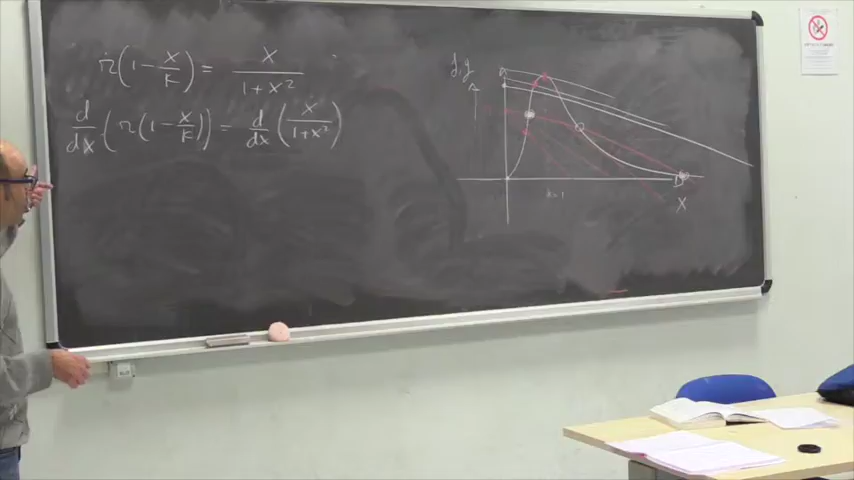 r(1 - x/K) = x/(1 + x²)
d/dx (r(1 - x/K)) = d/dx (x/(1 + x²))
f,g
x